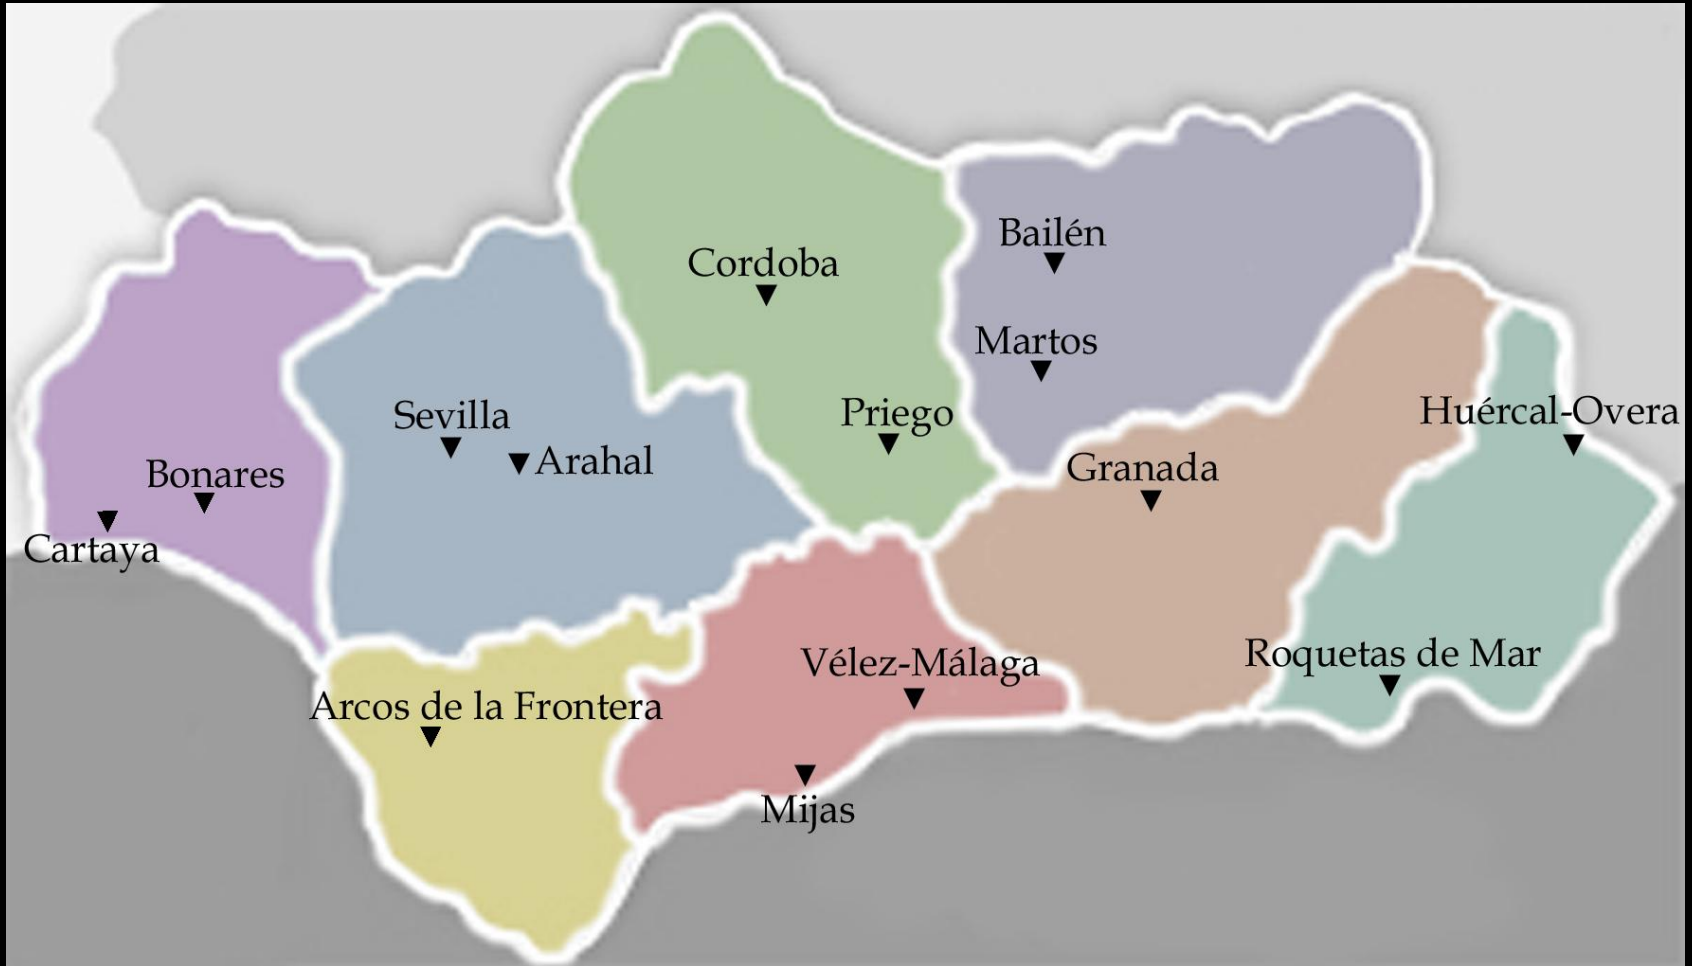 Bailén
Cordoba
Martos
Huércal-Overa
Priego
Sevilla
Arahal
Granada
Bonares
Cartaya
Roquetas de Mar
Vélez-Málaga
Arcos de la Frontera
Mijas